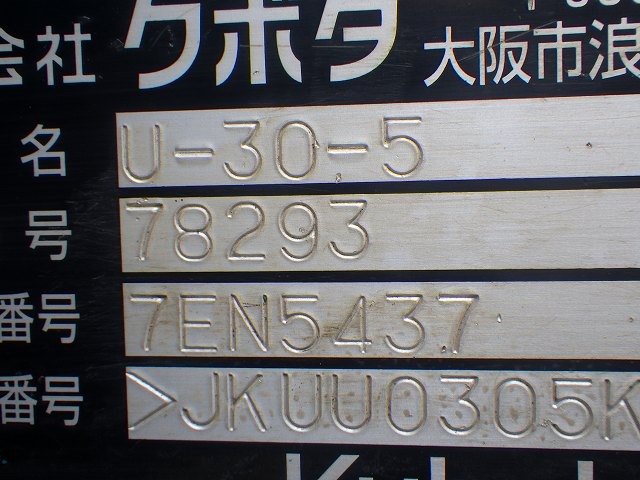 会社 クボタ 大阪市浪
名 U-30-5
号 78293
番号 7EN5437
番号 >JKUU0305K